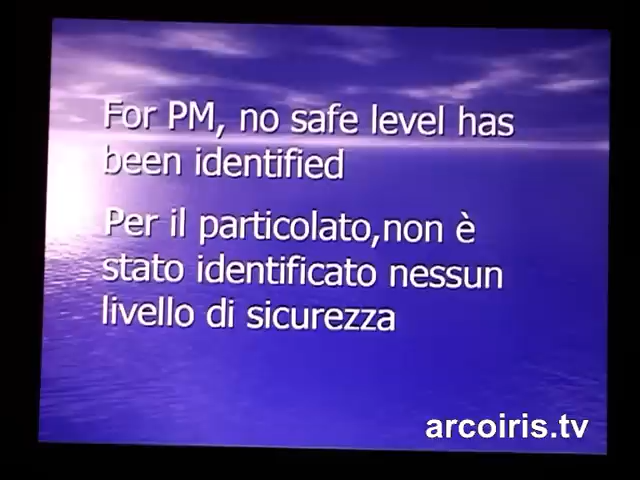 For PM, no safe level has
been identified
Per il particolato,non è
stato identificato nessun
livello di sicurezza
arcoiris.tv